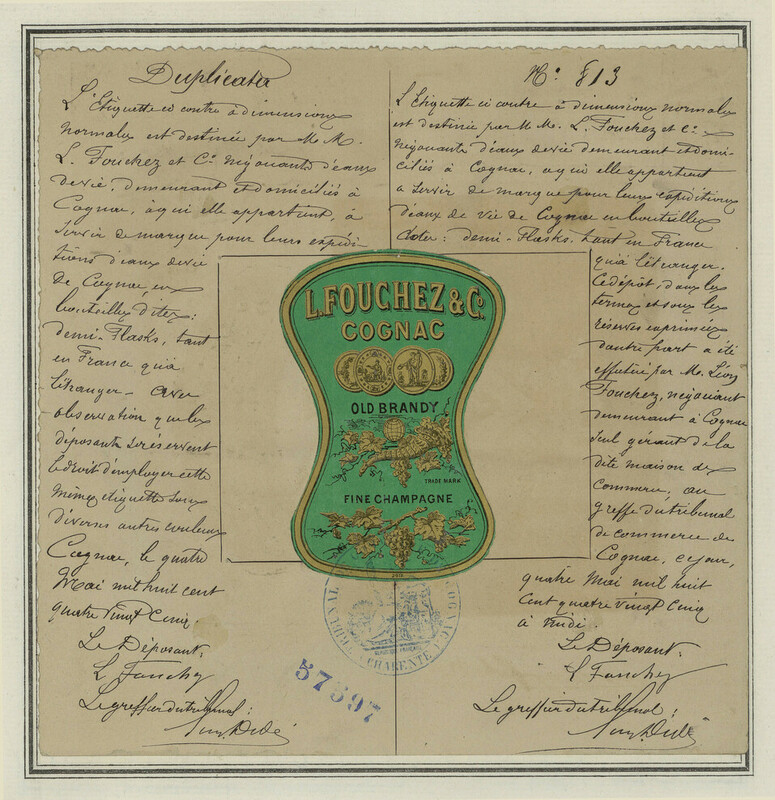 Duplicata
L'Etiquette ci contre à dimensions
normales est destinée par M. M.
L. Fouchez et Cie. Négociants d'eaux
de vie, demeurant et domiciliés à
Cognac, à qui elle appartient, à
servir de marque pour leurs expédi-
tions d'eaux de vie
de Cognac en
bouteilles dites:
demi-Flasks, tant
en France qu'à
l'étranger - avec
observation que les
déposants se réservent
le droit d'employer cette
même etiquette sous
diverses autres couleurs
Cognac, le quatre
Mai mil huit cent
quatre vingt Cinq.
Le Déposant:
L Fouchez
Le greffier du tribunal:
No. 813
L'Etiquette ci contre à dimensions normales
est destinée par M M. L. Fouchez et Cie.
négociants d'eaux de vie demeurant et domi-
ciliés à Cognac, a qui elle appartient
a servir de marque pour leurs expéditions
d'eaux de vie de Cognac en bouteilles
dites: demi-Flasks. tant en France
qu'à l'étranger.
Ce dépôt, dans les
termes et sous les
réserves exprimées
d'autre part a été
effectué par M. Léon
Fouchez, négociant
demeurant à Cognac
seul gérant de la
dite maison de
commerce, au
greffe du tribunal
de commerce de
Cognac, ce jour,
quatre Mai mil huit
cent quatre vingt Cinq
à midi.
Le Déposant:
L Fouchez
Le greffier du tribunal:
L. FOUCHEZ & Co.
COGNAC
OLD BRANDY
TRADE MARK
FINE CHAMPAGNE
TRIBUNAL
COGNAC
CHARENTE
57597